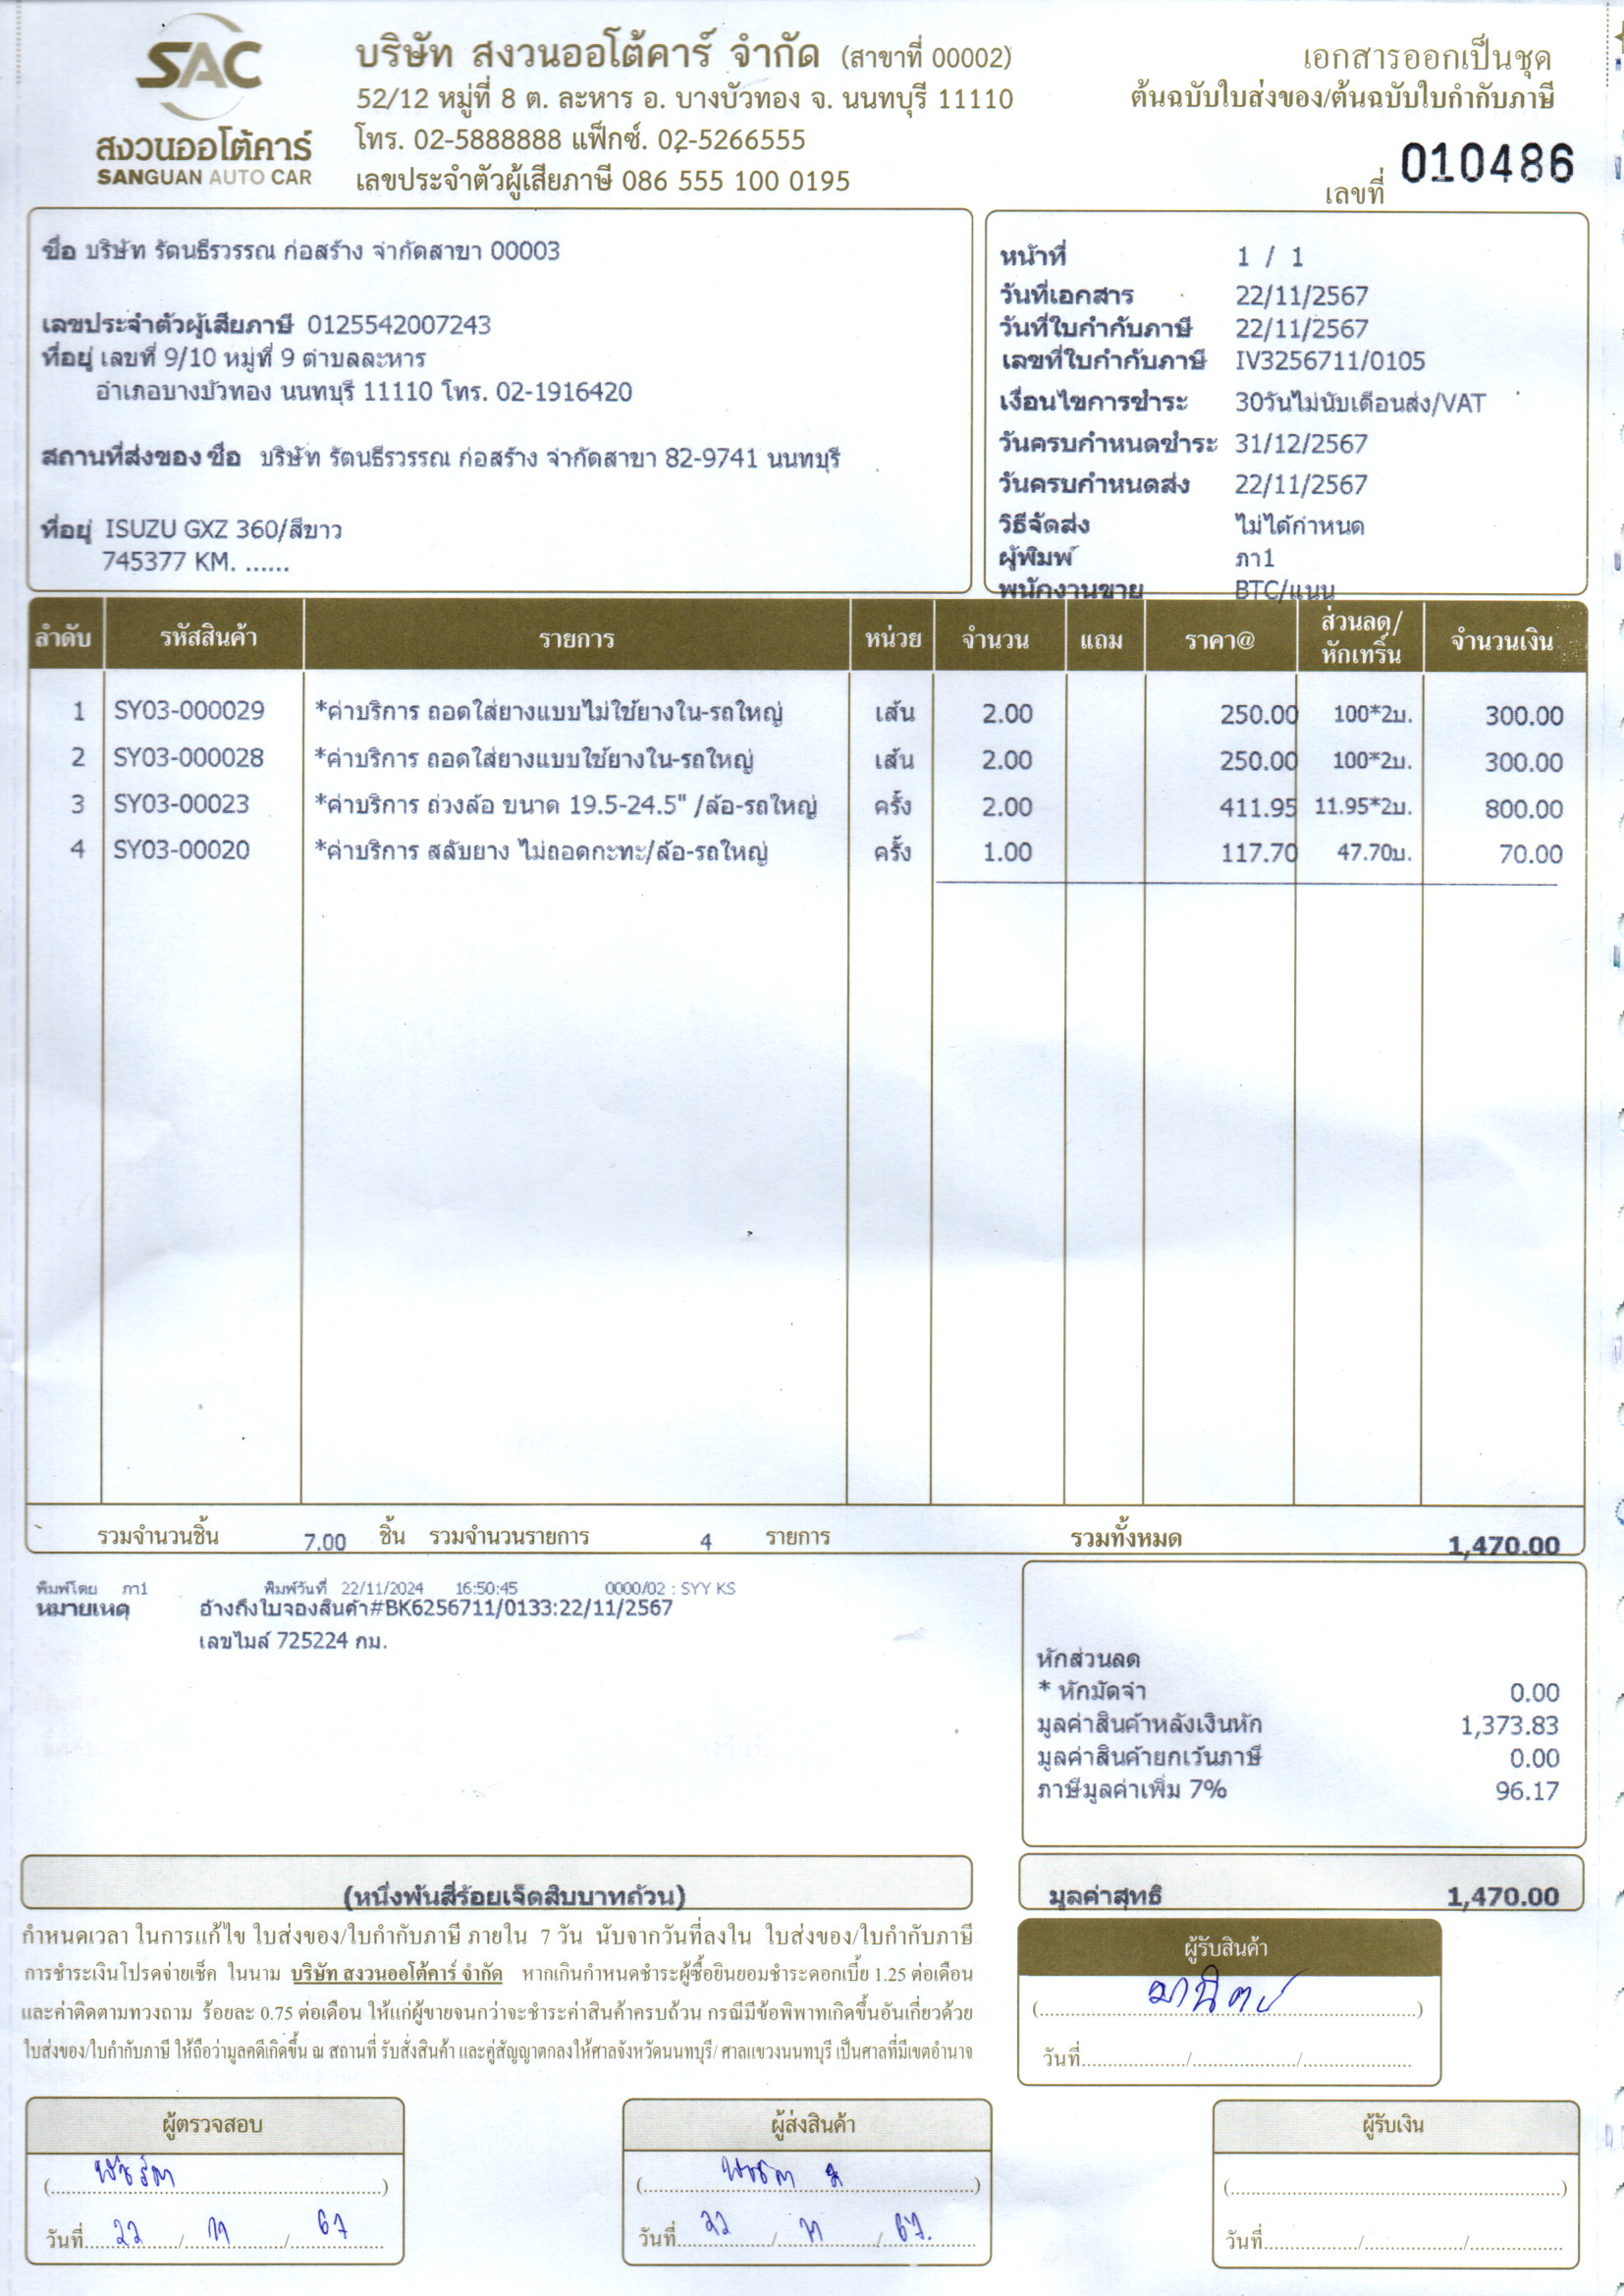 SAC
สงวนออโต้คาร์
SANGUAN AUTO CAR
บริษัท สงวนออโต้คาร์ จำกัด (สาขาที่ 00002)
52/12 หมู่ที่ 8 ต. ละหาร อ. บางบัวทอง จ. นนทบุรี 11110
โทร. 02-5888888 แฟ็กซ์. 02-5266555
เลขประจำตัวผู้เสียภาษี 086 555 100 0195
เอกสารออกเป็นชุด
ต้นฉบับใบส่งของ/ต้นฉบับใบกำกับภาษี
เลขที่ 010486
ชื่อ บริษัท รัตนธีรวรรณ ก่อสร้าง จำกัดสาขา 00003
เลขประจำตัวผู้เสียภาษี 0125542007243
ที่อยู่ เลขที่ 9/10 หมู่ที่ 9 ตำบลละหาร
อำเภอบางบัวทอง นนทบุรี 11110 โทร. 02-1916420
สถานที่ส่งของ ชื่อ บริษัท รัตนธีรวรรณ ก่อสร้าง จำกัดสาขา 82-9741 นนทบุรี
ที่อยู่ ISUZU GXZ 360/สีขาว
745377 KM. ......
หน้าที่ 1 / 1
วันที่เอกสาร 22/11/2567
วันที่ใบกำกับภาษี 22/11/2567
เลขที่ใบกำกับภาษี IV3256711/0105
เงื่อนไขการชำระ 30วันไม่นับเดือนส่ง/VAT
วันครบกำหนดชำระ 31/12/2567
วันครบกำหนดส่ง 22/11/2567
วิธีจัดส่ง ไม่ได้กำหนด
ผู้พิมพ์ ภา1
พนักงานขาย BTC/แนน
ลำดับ รหัสสินค้า รายการ หน่วย จำนวน แถม ราคา@ ส่วนลด/หักเทริ์น จำนวนเงิน
1 SY03-000029 *ค่าบริการ ถอดใส่ยางแบบไม่ใช้ยางใน-รถใหญ่ เส้น 2.00 250.00 100*2บ. 300.00
2 SY03-000028 *ค่าบริการ ถอดใส่ยางแบบใช้ยางใน-รถใหญ่ เส้น 2.00 250.00 100*2บ. 300.00
3 SY03-00023 *ค่าบริการ ถ่วงล้อ ขนาด 19.5-24.5" /ล้อ-รถใหญ่ ครั้ง 2.00 411.95 11.95*2บ. 800.00
4 SY03-00020 *ค่าบริการ สลับยาง ไม่ถอดกะทะ/ล้อ-รถใหญ่ ครั้ง 1.00 117.70 47.70บ. 70.00
รวมจำนวนชิ้น 7.00 ชิ้น รวมจำนวนรายการ 4 รายการ รวมทั้งหมด 1,470.00
พิมพ์โดย ภา1 พิมพ์วันที่ 22/11/2024 16:50:45 0000/02 : SYY KS
หมายเหตุ อ้างถึงใบจองสินค้า#BK6256711/0133:22/11/2567
เลขไมล์ 725224 กม.
หักส่วนลด
* หักมัดจำ 0.00
มูลค่าสินค้าหลังเงินหัก 1,373.83
มูลค่าสินค้ายกเว้นภาษี 0.00
ภาษีมูลค่าเพิ่ม 7% 96.17
(หนึ่งพันสี่ร้อยเจ็ดสิบบาทถ้วน)
มูลค่าสุทธิ 1,470.00
กำหนดเวลา ในการแก้ไข ใบส่งของ/ใบกำกับภาษี ภายใน 7 วัน นับจากวันที่ลงใน ใบส่งของ/ใบกำกับภาษี
การชำระเงินโปรดจ่ายเช็ค ในนาม บริษัท สงวนออโต้คาร์ จำกัด หากเกินกำหนดชำระผู้ซื้อยินยอมชำระดอกเบี้ย 1.25 ต่อเดือน
และค่าติดตามทวงถาม ร้อยละ 0.75 ต่อเดือน ให้แก่ผู้ขายจนกว่าจะชำระค่าสินค้าครบถ้วน กรณีมีข้อพิพาทเกิดขึ้นอันเกี่ยวด้วย
ใบส่งของ/ใบกำกับภาษี ให้ถือว่ามูลคดีเกิดขึ้น ณ สถานที่ รับสั่งสินค้า และคู่สัญญาตกลงให้ศาลจังหวัดนนทบุรี/ ศาลแขวงนนทบุรี เป็นศาลที่มีเขตอำนาจ
ผู้รับสินค้า
วันที่
ผู้ตรวจสอบ
วันที่ 22 / 11 / 67
ผู้ส่งสินค้า
วันที่ 22 / 11 / 67.
ผู้รับเงิน
วันที่